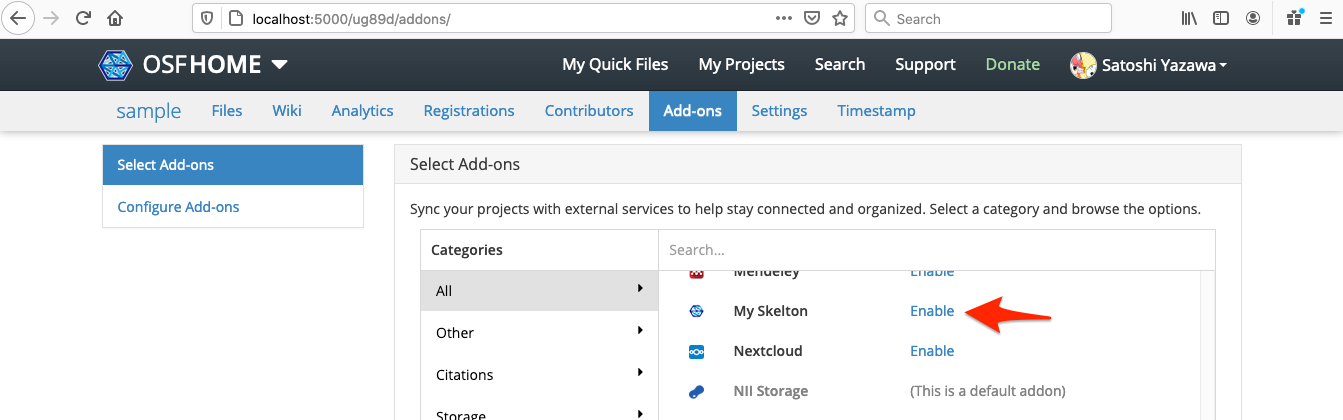 localhost:5000/ug89d/addons/
Search
OSFHOME
My Quick Files My Projects Search Support Donate Satoshi Yazawa
sample Files Wiki Analytics Registrations Contributors Add-ons Settings Timestamp
Select Add-ons
Configure Add-ons
Select Add-ons
Sync your projects with external services to help stay connected and organized. Select a category and browse the options.
Categories
Search...
All
Other
Citations
Storage
Mendeley Enable
My Skelton Enable
Nextcloud Enable
NII Storage (This is a default addon)